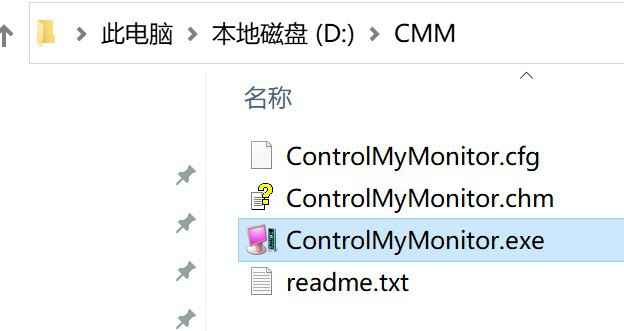 此电脑 > 本地磁盘 (D:) > CMM
名称
ControlMyMonitor.cfg
ControlMyMonitor.chm
ControlMyMonitor.exe
readme.txt